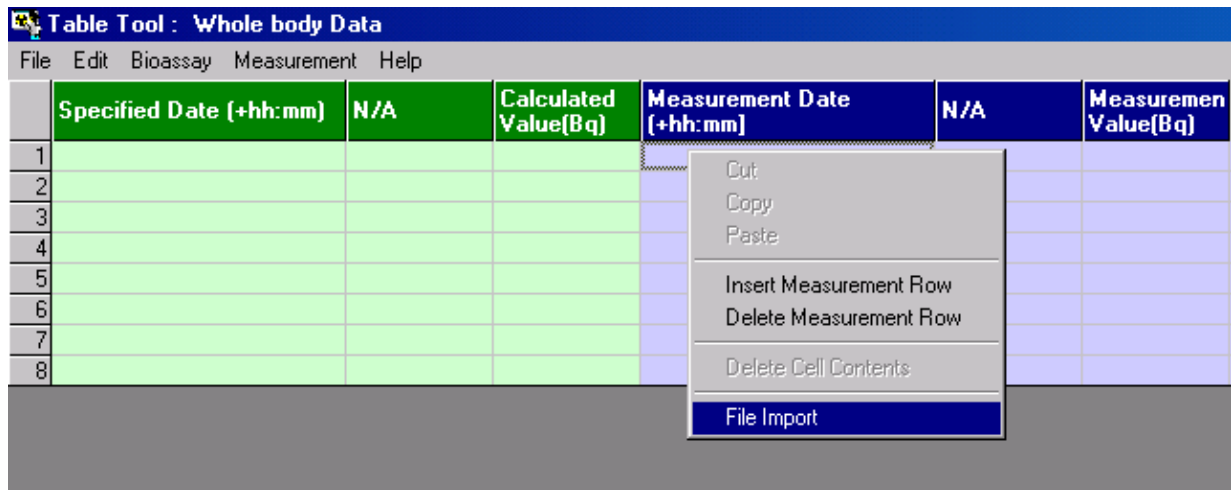 Table Tool : Whole body Data
File Edit Bioassay Measurement Help
Specified Date (+hh:mm) N/A Calculated Value(Bq) Measurement Date (+hh:mm) N/A Measuremen Value(Bq)
1
Cut
2
Copy
3
Paste
4
5
Insert Measurement Row
6
Delete Measurement Row
7
8
Delete Cell Contents
File Import